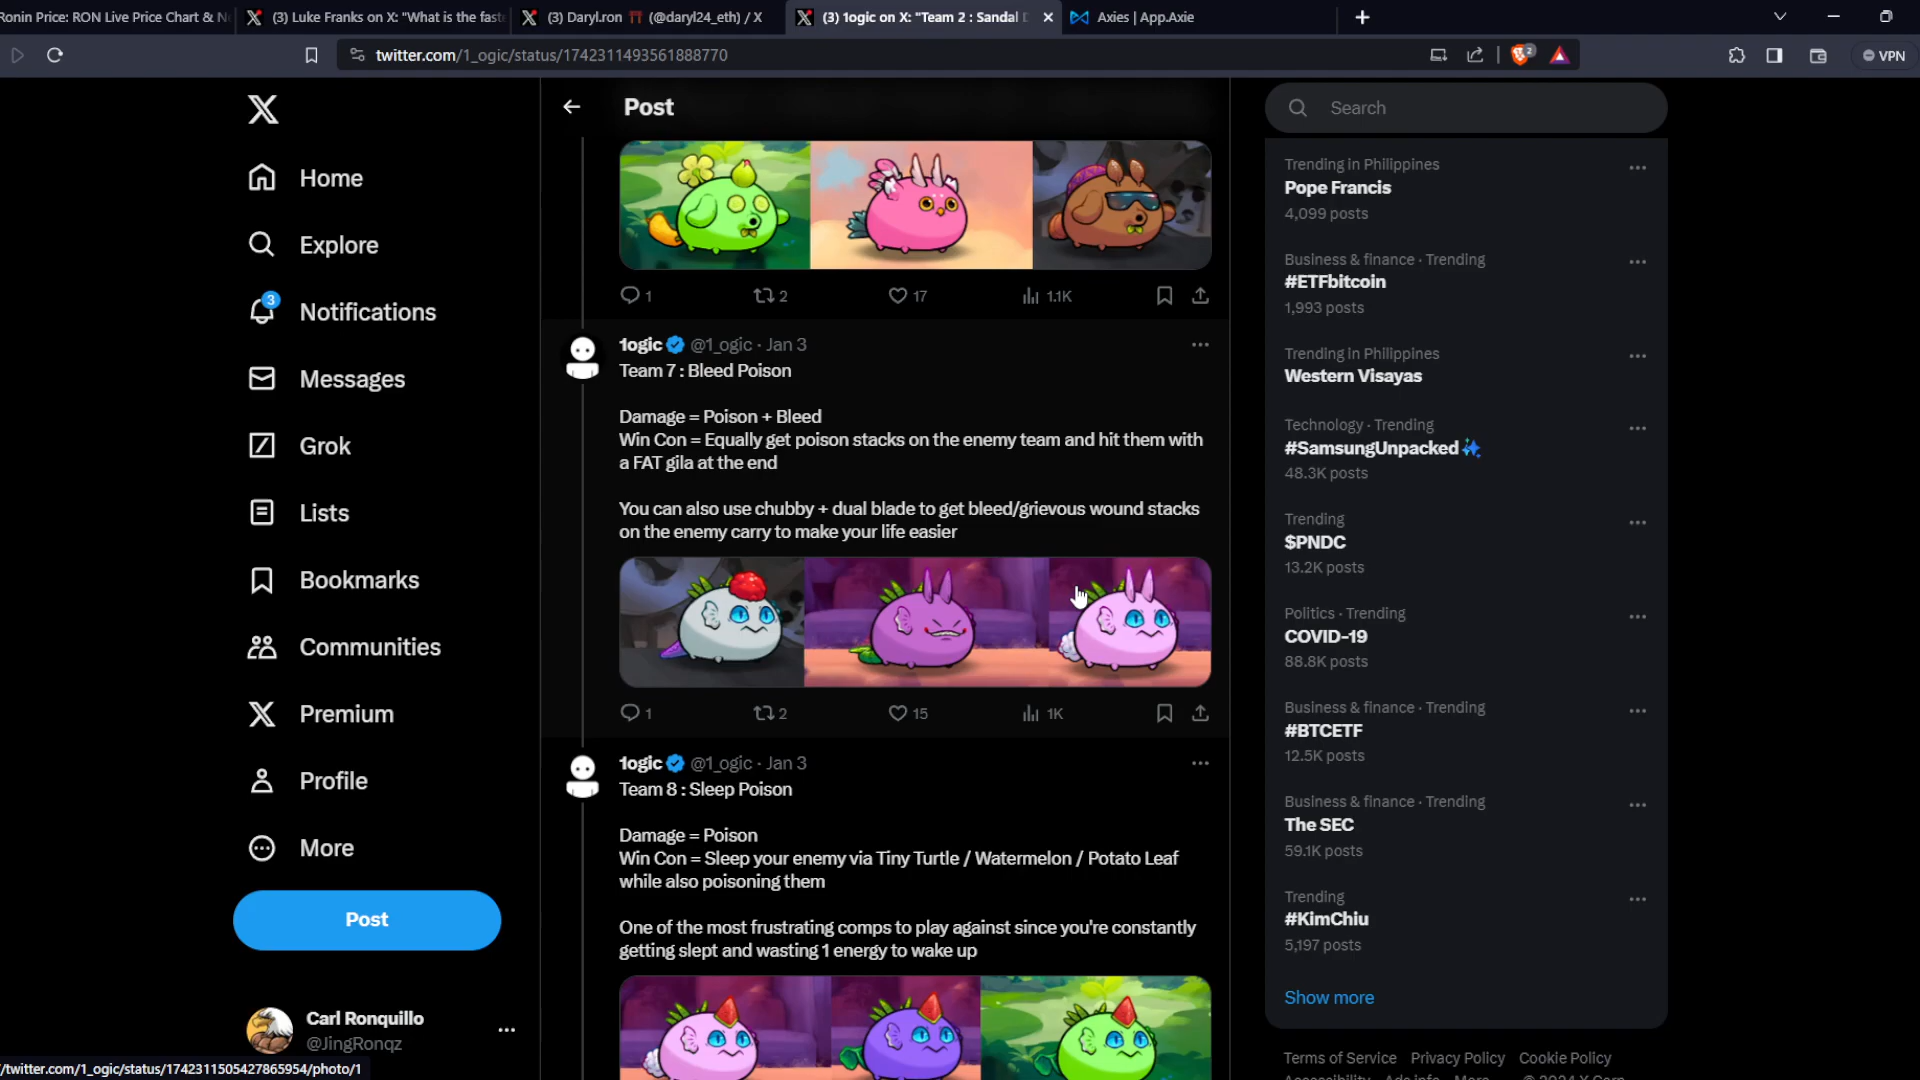 Ronin Price: RON Live Price Chart & N
(3) Luke Franks on X: "What is the faste
(3) Daryl.ron (@daryl24_eth) / X
(3) 1ogic on X: "Team 2 : Sandal D
Axies | App.Axie
twitter.com/1_ogic/status/1742311493561888770
2
VPN
Home
Explore
3
Notifications
Messages
Grok
Lists
Bookmarks
Communities
Premium
Profile
More
Post
Carl Ronquillo
@JingRonqz
/twitter.com/1_ogic/status/1742311505427865954/photo/1
Post
1 2 17 1.1K
1ogic @1_ogic · Jan 3
Team 7 : Bleed Poison
Damage = Poison + Bleed
Win Con = Equally get poison stacks on the enemy team and hit them with
a FAT gila at the end
You can also use chubby + dual blade to get bleed/grievous wound stacks
on the enemy carry to make your life easier
1 2 15 1K
1ogic @1_ogic · Jan 3
Team 8 : Sleep Poison
Damage = Poison
Win Con = Sleep your enemy via Tiny Turtle / Watermelon / Potato Leaf
while also poisoning them
One of the most frustrating comps to play against since you're constantly
getting slept and wasting 1 energy to wake up
Search
Trending in Philippines
Pope Francis
4,099 posts
Business & finance · Trending
#ETFbitcoin
1,993 posts
Trending in Philippines
Western Visayas
Technology · Trending
#SamsungUnpacked
48.3K posts
Trending
$PNDC
13.2K posts
Politics · Trending
COVID-19
88.8K posts
Business & finance · Trending
#BTCETF
12.5K posts
Business & finance · Trending
The SEC
59.1K posts
Trending
#KimChiu
5,197 posts
Show more
Terms of Service Privacy Policy Cookie Policy